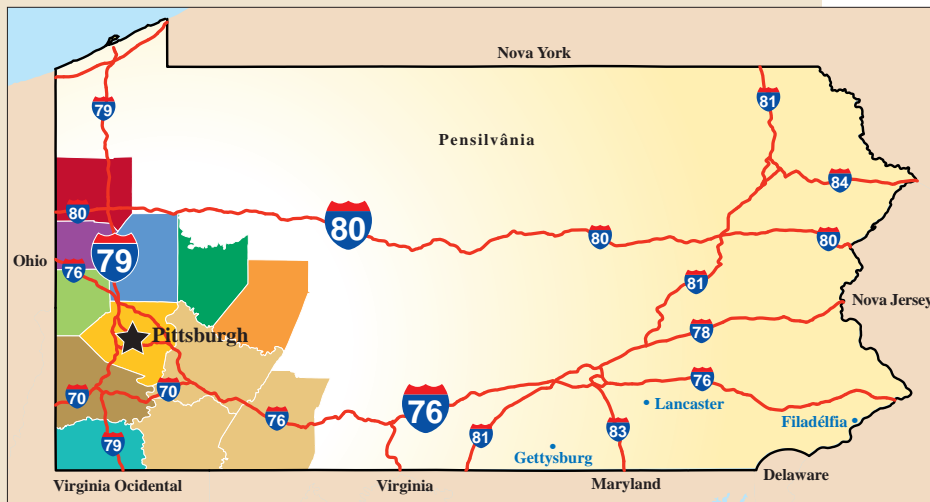 Nova York
79
81
Pensilvânia
84
80
80
80
80
79
Ohio
76
81
Nova Jersey
Pittsburgh
78
76
70
70
76
76
Lancaster
Filadélfia
79
81
83
Gettysburg
Virginia Ocidental
Virginia
Maryland
Delaware